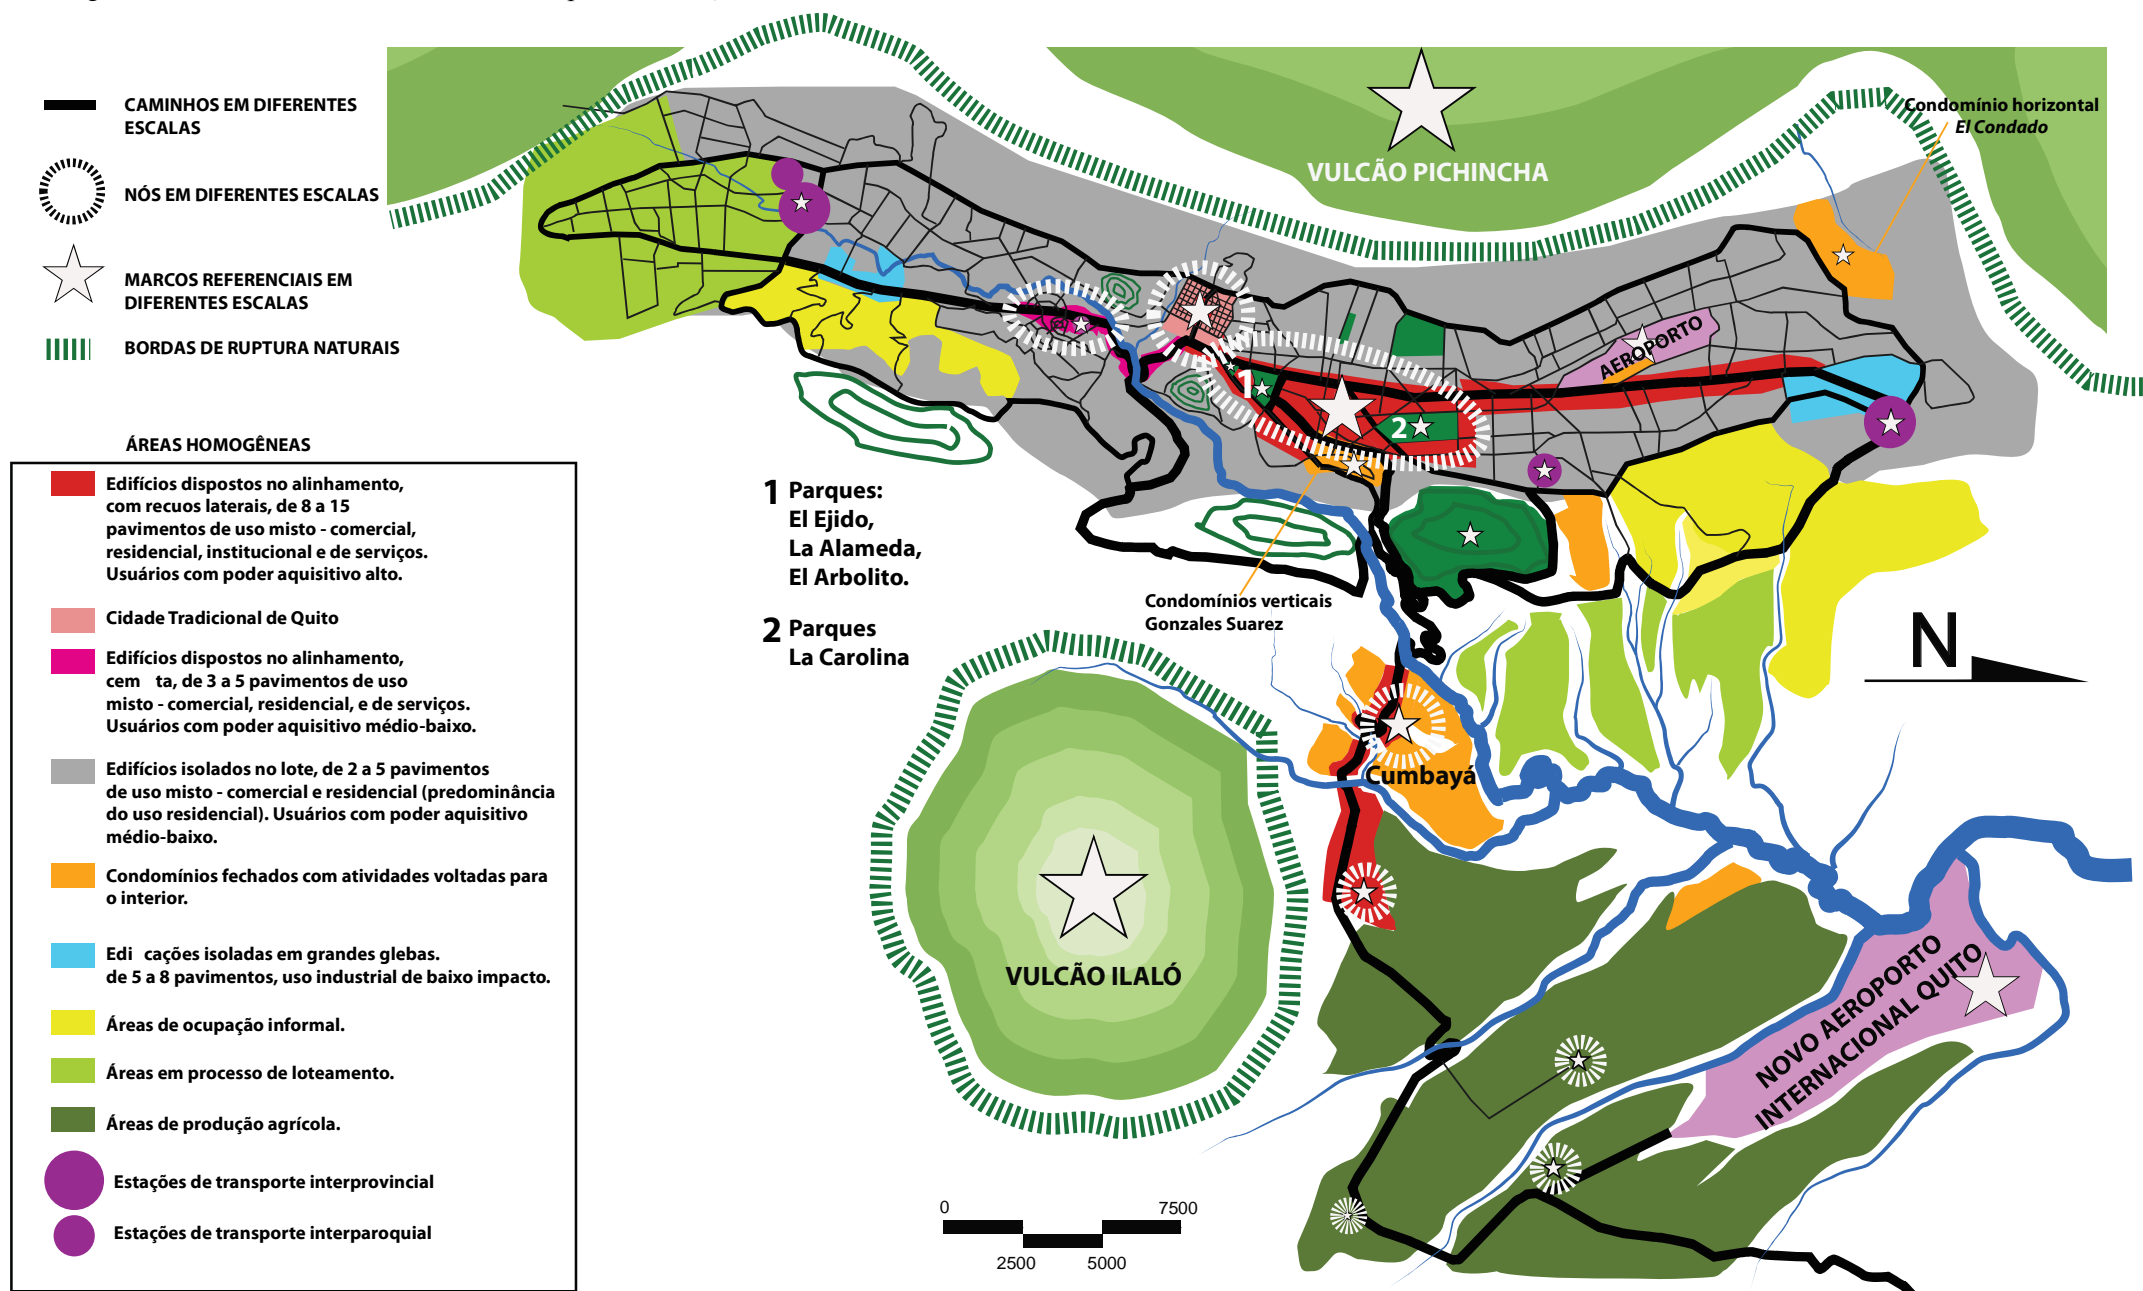 CAMINHOS EM DIFERENTES
ESCALAS
NÓS EM DIFERENTES ESCALAS
MARCOS REFERENCIAIS EM
DIFERENTES ESCALAS
BORDAS DE RUPTURA NATURAIS
ÁREAS HOMOGÊNEAS
Edifícios dispostos no alinhamento,
com recuos laterais, de 8 a 15
pavimentos de uso misto - comercial,
residencial, institucional e de serviços.
Usuários com poder aquisitivo alto.
Cidade Tradicional de Quito
Edifícios dispostos no alinhamento,
cem ta, de 3 a 5 pavimentos de uso
misto - comercial, residencial, e de serviços.
Usuários com poder aquisitivo médio-baixo.
Edifícios isolados no lote, de 2 a 5 pavimentos
de uso misto - comercial e residencial (predominância
do uso residencial). Usuários com poder aquisitivo
médio-baixo.
Condomínios fechados com atividades voltadas para
o interior.
Edi cações isoladas em grandes glebas.
de 5 a 8 pavimentos, uso industrial de baixo impacto.
Áreas de ocupação informal.
Áreas em processo de loteamento.
Áreas de produção agrícola.
Estações de transporte interprovincial
Estações de transporte interparoquial
VULCÃO PICHINCHA
Condomínio horizontal
El Condado
AEROPORTO
1
2
1 Parques:
El Ejido,
La Alameda,
El Arbolito.
2 Parques
La Carolina
Condomínios verticais
Gonzales Suarez
N
Cumbayá
VULCÃO ILALÓ
NOVO AEROPORTO
INTERNACIONAL QUITO
0 7500
2500 5000